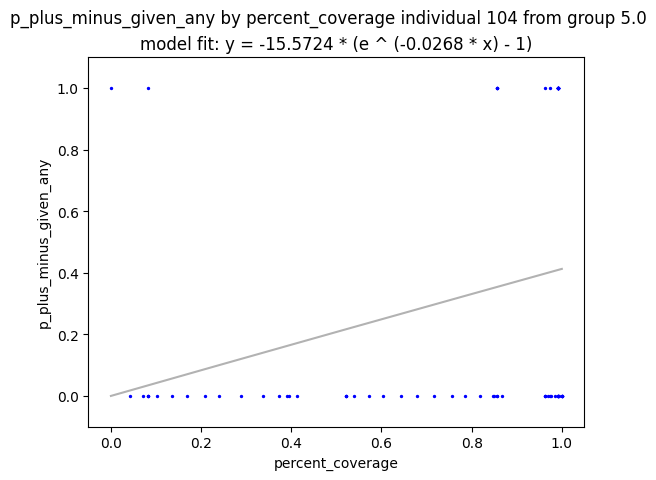 p_plus_minus_given_any by percent_coverage individual 104 from group 5.0
model fit: y = -15.5724 * (e ^ (-0.0268 * x) - 1)
1.0
0.8
0.6
0.4
0.2
0.0
p_plus_minus_given_any
0.0 0.2 0.4 0.6 0.8 1.0
percent_coverage